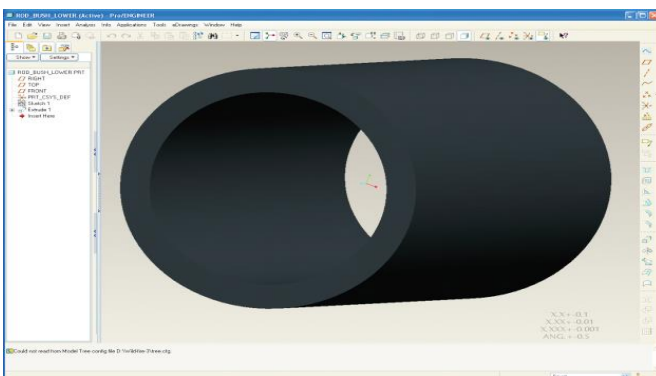 ROD_BUSH_LOWER (Active) - Pro/ENGINEER
File Edit View Insert Analysis Info Applications Tools eDrawings Window Help
Show Settings
ROD_BUSH_LOWER.PRT
RIGHT
TOP
FRONT
PRT_CSYS_DEF
Sketch 1
Extrude 1
Insert Here
X.X+-0.1
X.XX+-0.01
X.XXX+-0.001
ANG.+-0.5
Could not read from Model Tree config file